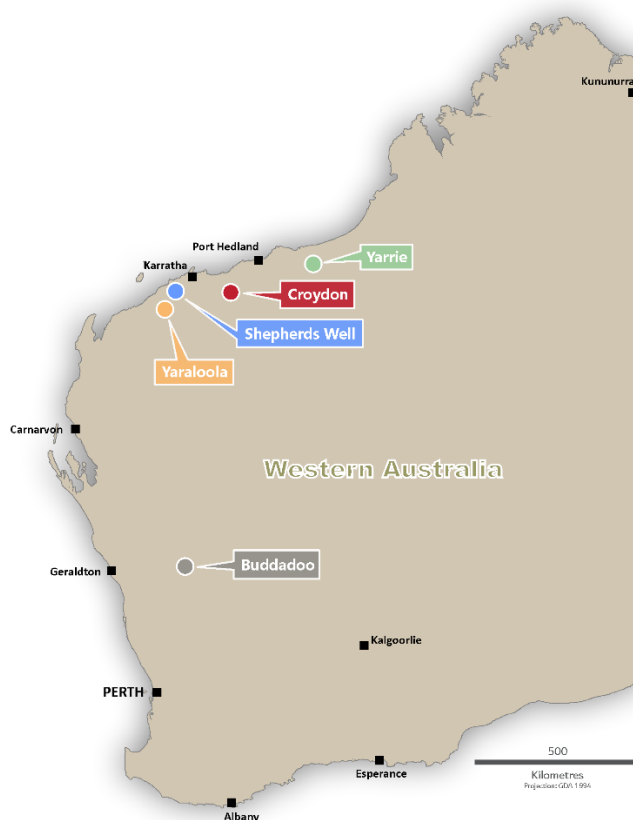 Kununurra
Port Hedland
Yarrie
Karratha
Croydon
Shepherds Well
Yaraloola
Carnarvon
Western Australia
Geraldton
Buddadoo
Kalgoorlie
PERTH
500
Kilometres
Projection: GDA 1994
Esperance
Albany